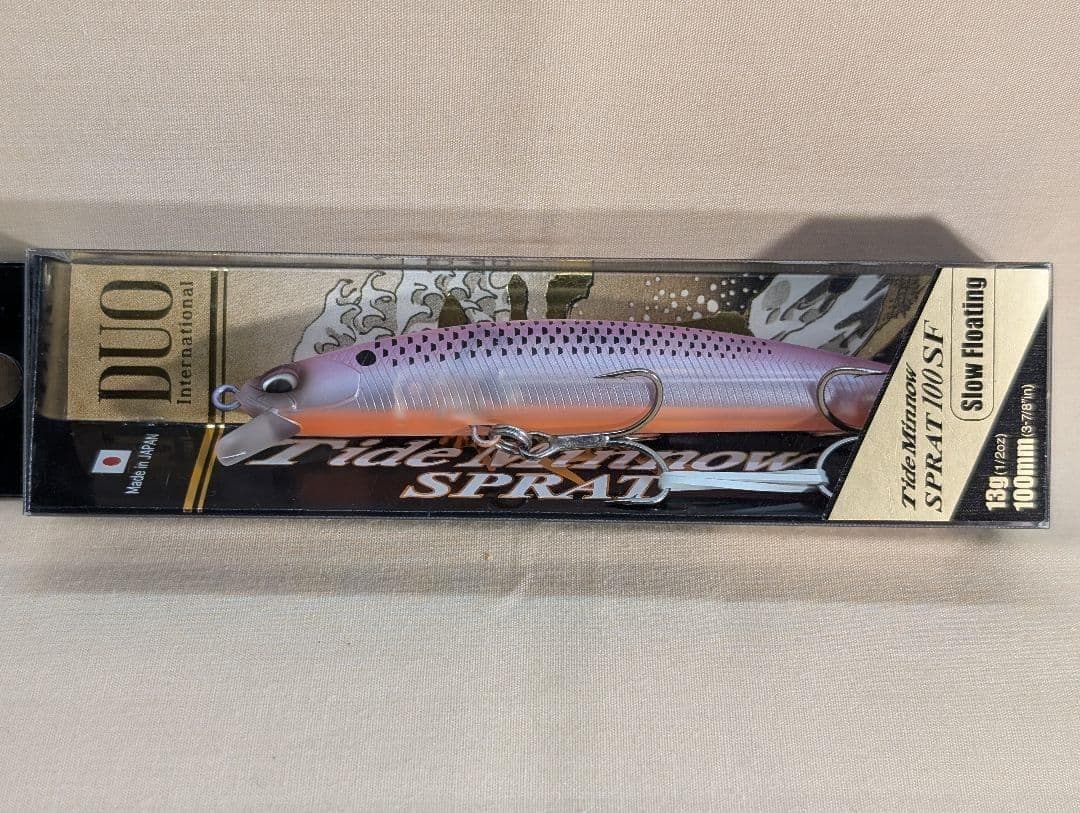 DUO
International
Made in JAPAN
Tide Minnow
SPRAT
Tide Minnow
SPRAT 100 SF
Slow Floating
13g(1/2oz)
100mm(3-7/8"in)